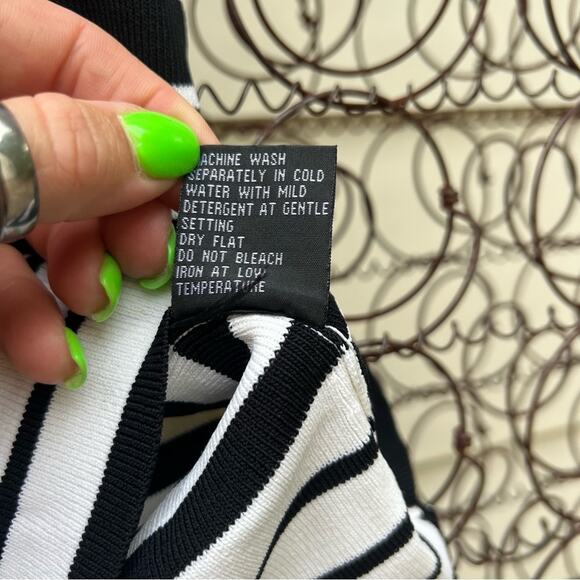 MACHINE WASH
SEPARATELY IN COLD
WATER WITH MILD
DETERGENT AT GENTLE
SETTING
DRY FLAT
DO NOT BLEACH
IRON AT LOW
TEMPERATURE